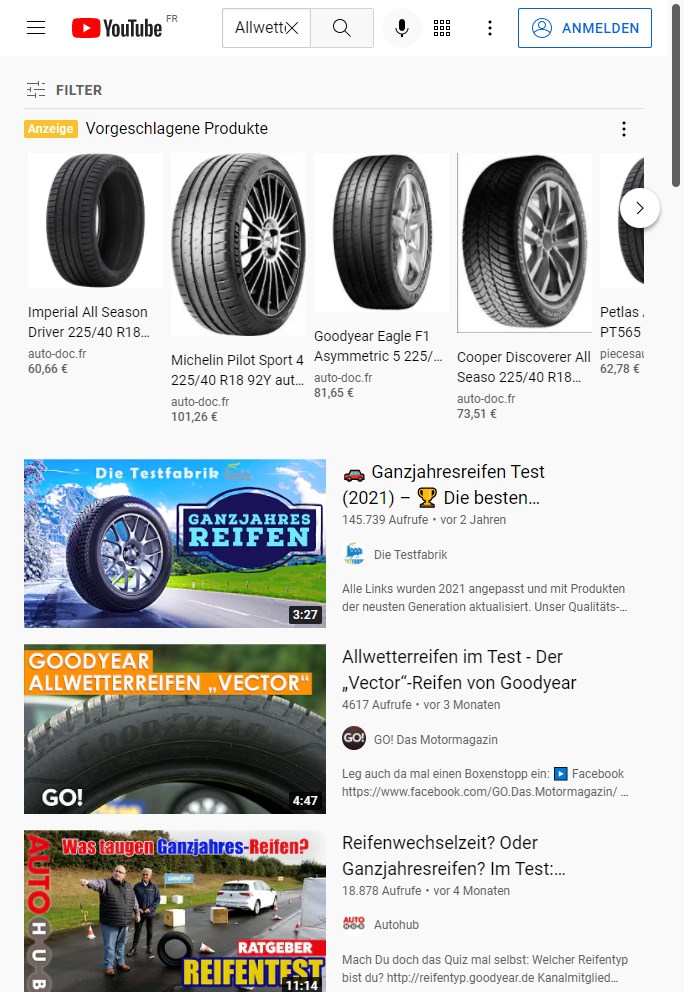 YouTube FR
Allwett
ANMELDEN
FILTER
Anzeige Vorgeschlagene Produkte
Imperial All Season
Driver 225/40 R18...
auto-doc.fr
60,66 €
Michelin Pilot Sport 4
225/40 R18 92Y aut...
auto-doc.fr
101,26 €
Goodyear Eagle F1
Asymmetric 5 225/...
auto-doc.fr
81,65 €
Cooper Discoverer All
Seaso 225/40 R18...
auto-doc.fr
73,51 €
Petlas
PT565
piecesau
62,78 €
Die Testfabrik
GANZJAHRES
REIFEN
3:27
Ganzjahresreifen Test
(2021) – Die besten...
145.739 Aufrufe • vor 2 Jahren
Die Testfabrik
Alle Links wurden 2021 angepasst und mit Produkten
der neusten Generation aktualisiert. Unser Qualitäts-...
GOODYEAR
ALLWETTERREIFEN „VECTOR“
GOODYEAR
GO!
4:47
Allwetterreifen im Test - Der
„Vector“-Reifen von Goodyear
4617 Aufrufe • vor 3 Monaten
GO!
GO! Das Motormagazin
Leg auch da mal einen Boxenstopp ein: Facebook
https://www.facebook.com/GO.Das.Motormagazin/ ...
AUTO
HUB
Was taugen Ganzjahres-Reifen?
RATGEBER
REIFENTEST
11:14
Reifenwechselzeit? Oder
Ganzjahresreifen? Im Test:...
18.878 Aufrufe • vor 4 Monaten
AUTO
Autohub
Mach Du doch das Quiz mal selbst: Welcher Reifentyp
bist du? http://reifentyp.goodyear.de Kanalmitglied...